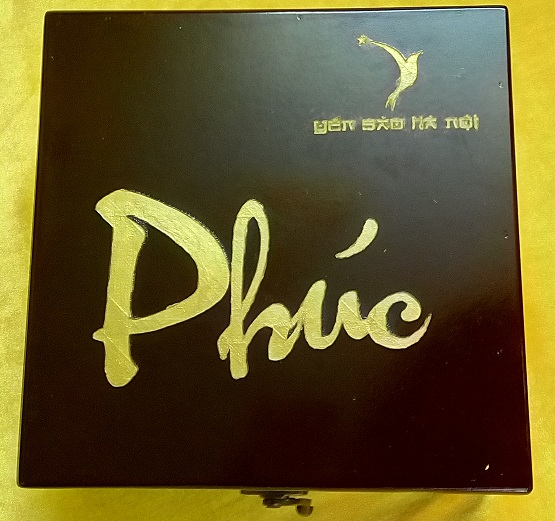 yến sào hà nội
Phúc